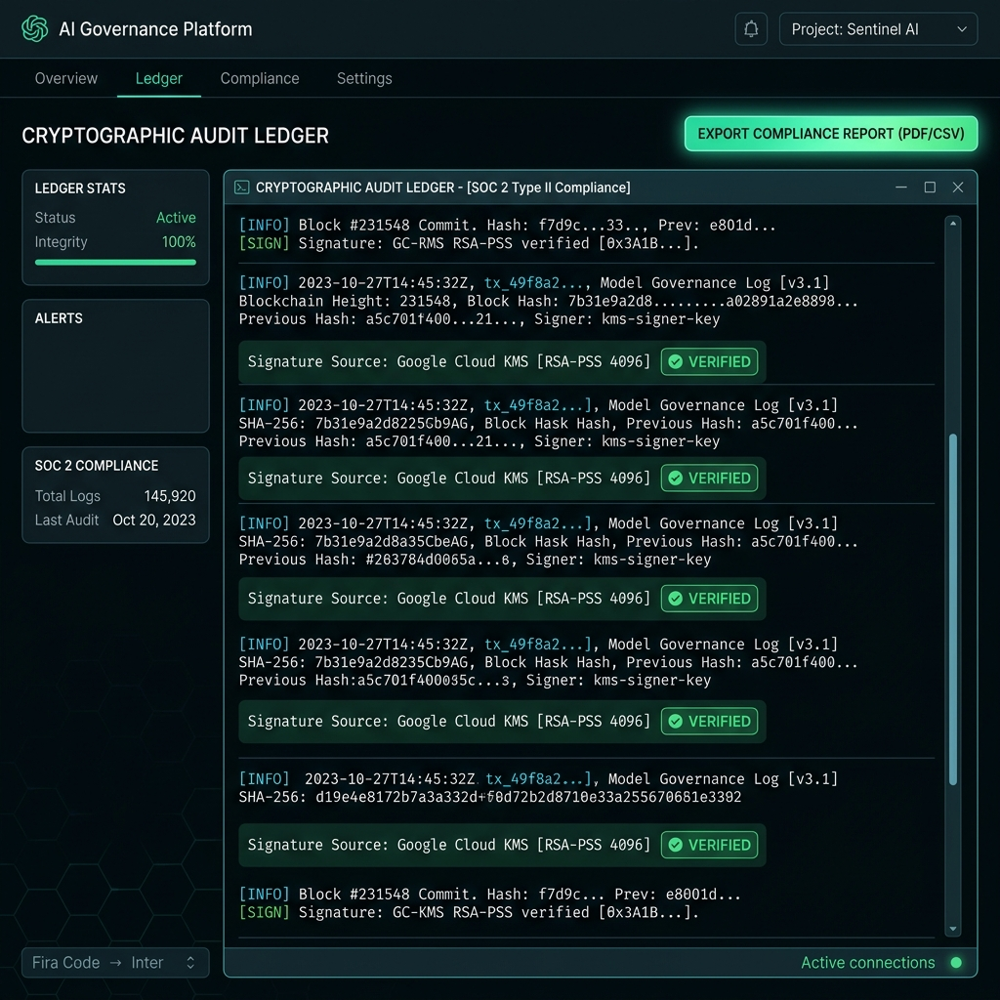 AI Governance Platform
Project: Sentinel AI
Overview Ledger Compliance Settings
CRYPTOGRAPHIC AUDIT LEDGER
EXPORT COMPLIANCE REPORT (PDF/CSV)
LEDGER STATS
Status Active
Integrity 100%
ALERTS
SOC 2 COMPLIANCE
Total Logs 145,920
Last Audit Oct 20, 2023
Fira Code → Inter
CRYPTOGRAPHIC AUDIT LEDGER - [SOC 2 Type II Compliance]
[INFO] Block #231548 Commit. Hash: f7d9c...33.., Prev: e801d...
[SIGN] Signature: GC-RMS RSA-PSS verified [0x3A1B...].
[INFO] 2023-10-27T14:45:32Z, tx_49f8a2..., Model Governance Log [v3.1]
Blockchain Height: 231548, Block Hash: 7b31e9a2d8.........a02891a2e8898...
Previous Hash: a5c701f400...21..., Signer: kms-signer-key
Signature Source: Google Cloud KMS [RSA-PSS 4096] VERIFIED
[INFO] 2023-10-27T14:45:32Z, tx_49f8a2...], Model Governance Log [v3.1]
SHA-256: 7b31e9a2d8225Gb9AG, Block Hask Hash, Previous Hash: a5c701f400...
Previous Hash: a5c701f400...21..., Signer: kms-signer-key
Signature Source: Google Cloud KMS [RSA-PSS 4096] VERIFIED
[INFO] 2023-10-27T14:45:32Z, tx_49f8a2...], Model Governance Log [v3.1]
SHA-256: 7b31e9a2d8a35CbeAG, Block Hask Hash, Previous Hash: a5c701f400...
Previous Hash: Signer: kms-signer-key
Signature Source: Google Cloud KMS [RSA-PSS 4096] VERIFIED
[INFO] 2023-10-27T14:45:32Z, tx_49f8a2...], Model Governance Log [v3.1]
SHA-256: 7b31e9a2d8235Cb9AG, Block Hask Hash, Previous Hash: a5c701f400...
Previous Hash: Signer: kms-signer-key
Signature Source: Google Cloud KMS [RSA-PSS 4096] VERIFIED
[INFO] 2023-10-27T14:45:32Z tx_49f8a2...], Model Governance Log [v3.1]
SHA-256:
Signature Source: Google Cloud KMS [RSA-PSS 4096] VERIFIED
[INFO] Block #231548 Commit. Hash: f7d9c... Prev: e8001d...
[SIGN] Signature: GC-KMS RSA-PSS verified [0x3A1B...].
Active connections